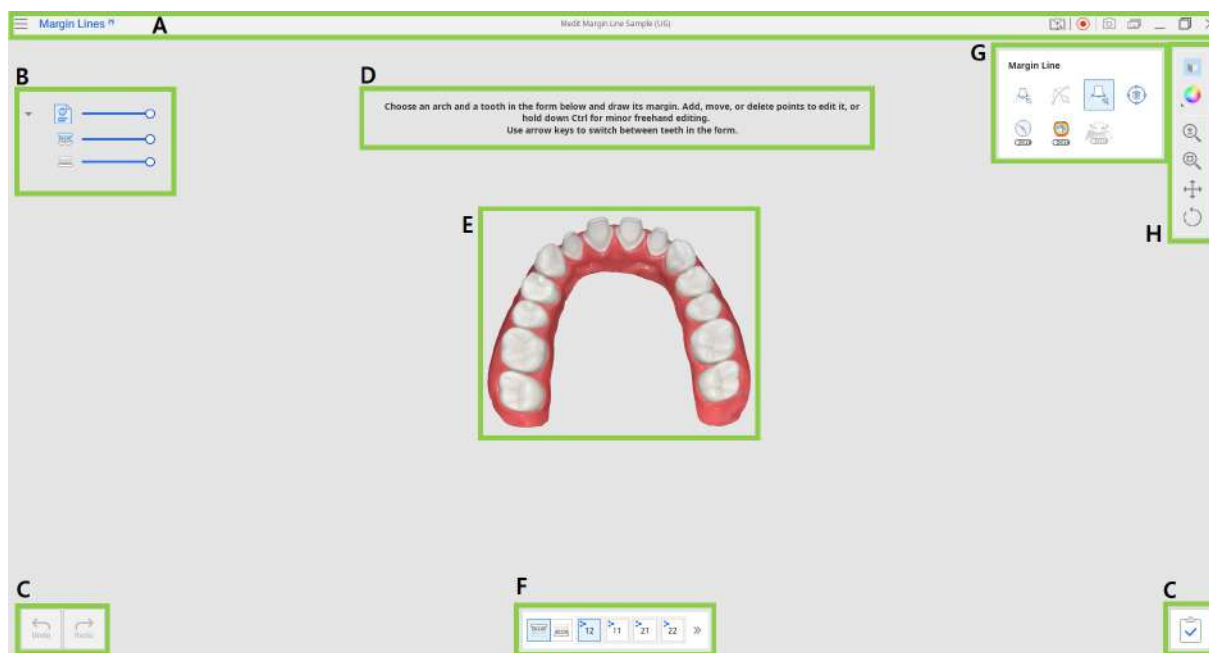 Margin Lines
A
Medit Margin Line Sample (UG)
B
D
G
Margin Line
Choose an arch and a tooth in the form below and draw its margin. Add, move, or delete points to edit it, or
hold down Ctrl for minor freehand editing.
Use arrow keys to switch between teeth in the form.
E
H
C
Undo
Redo
F
12
11
21
22
C